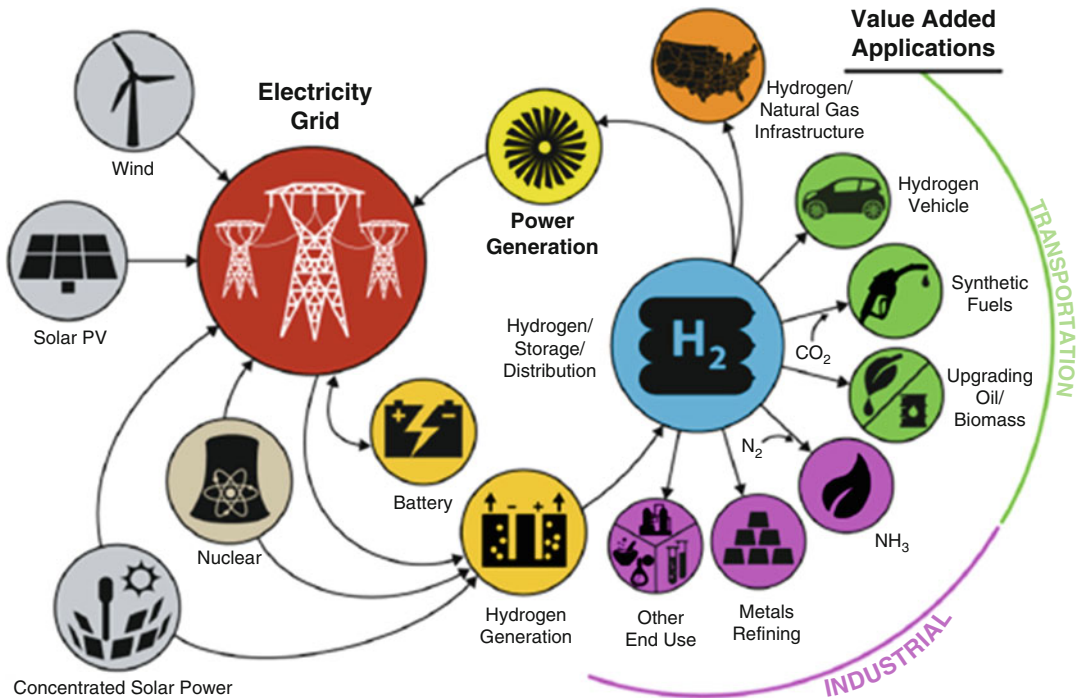 Value Added
Applications
Electricity
Grid
Wind
Solar PV
Nuclear
Concentrated Solar Power
Battery
+ -
Power
Generation
- +
Hydrogen
Generation
Hydrogen/
Storage/
Distribution
H₂
Hydrogen/
Natural Gas
Infrastructure
Hydrogen
Vehicle
Synthetic
Fuels
CO₂
Upgrading
Oil/
Biomass
N₂
NH₃
Metals
Refining
Other
End Use
TRANSPORTATION
INDUSTRIAL